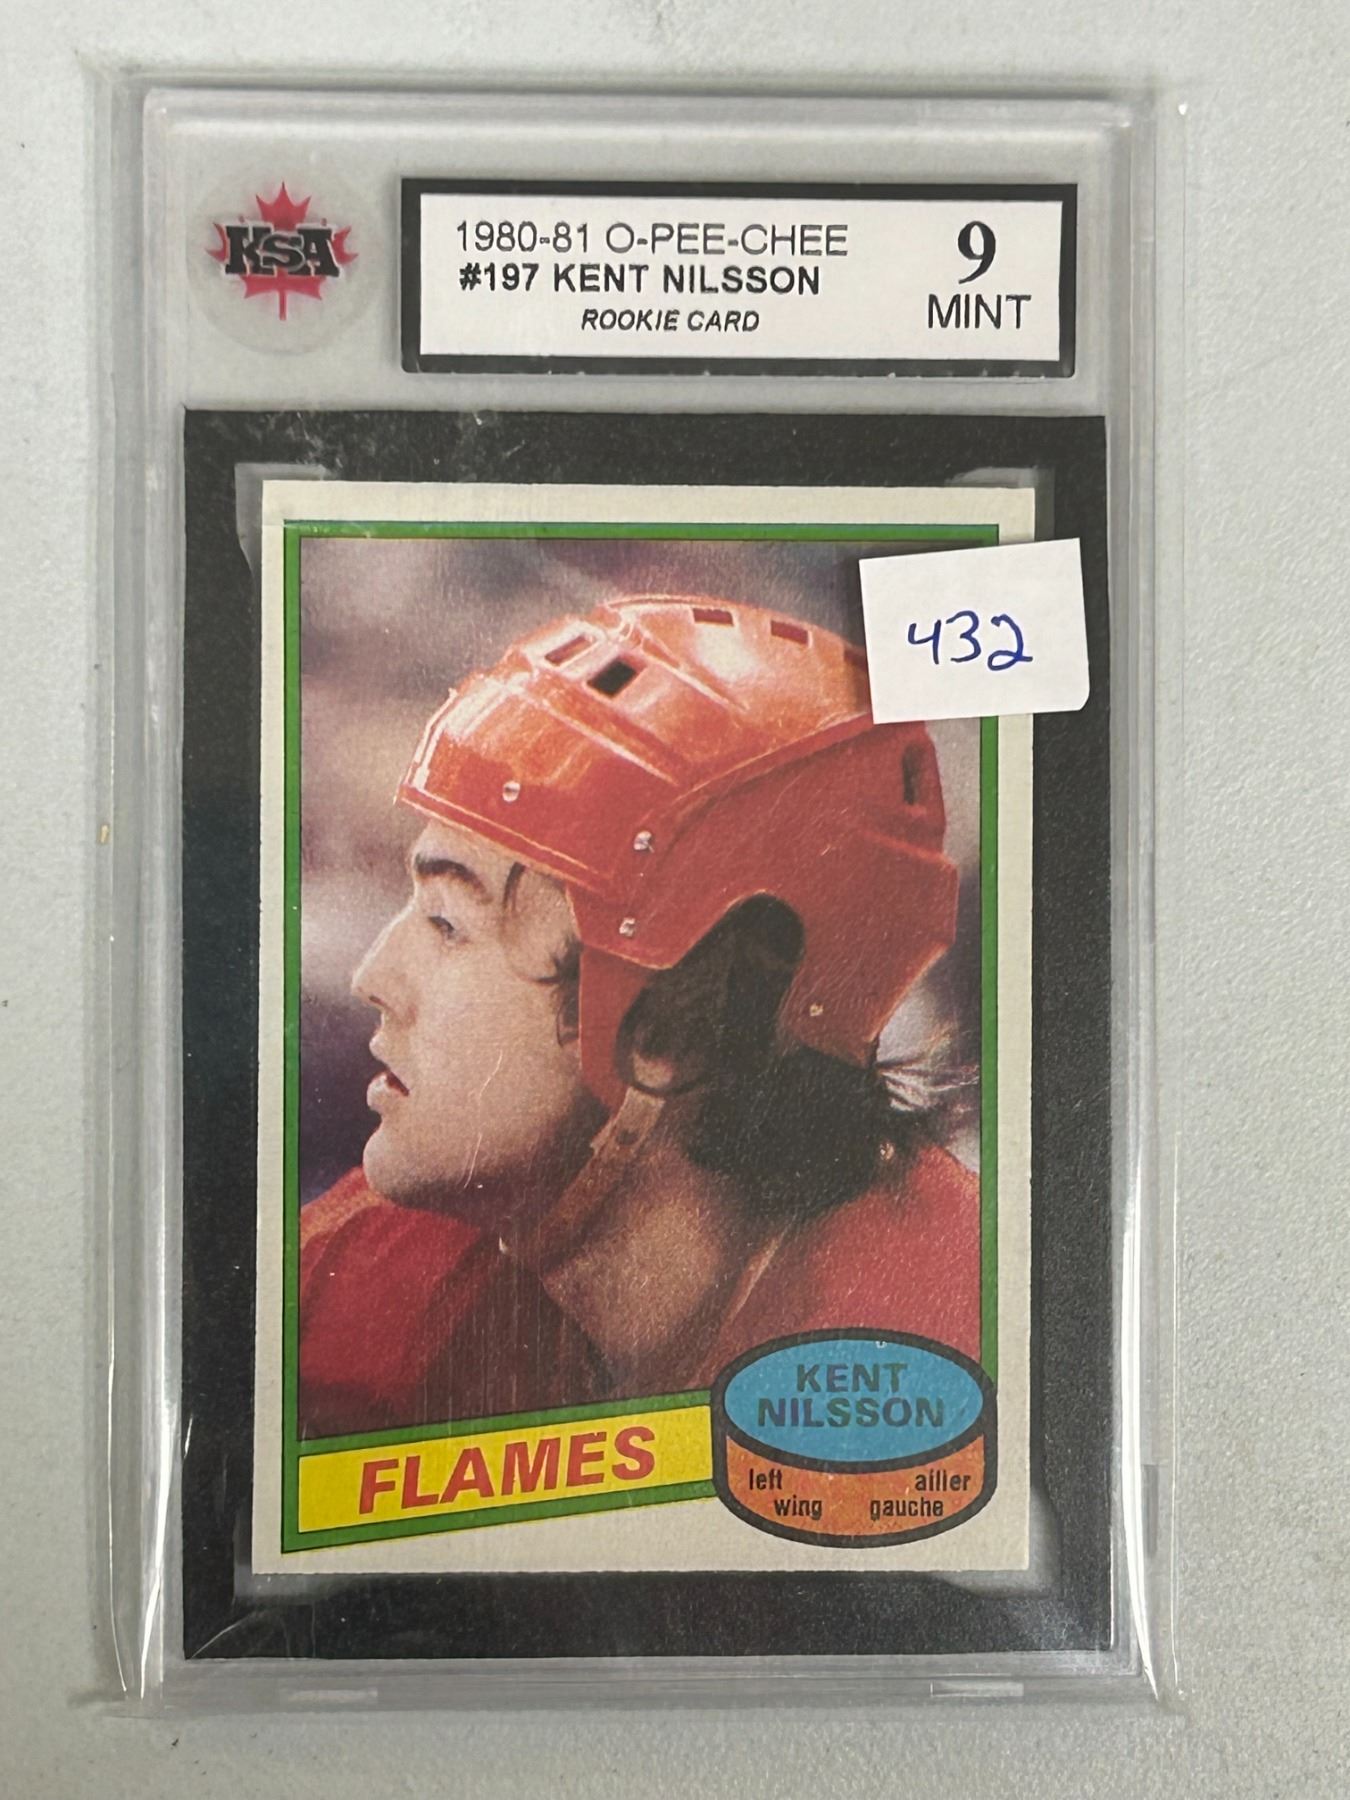 KSA
1980-81 O-PEE-CHEE
#197 KENT NILSSON
ROOKIE CARD
9
MINT
432
KENT
NILSSON
left wing
ailier gauche
FLAMES